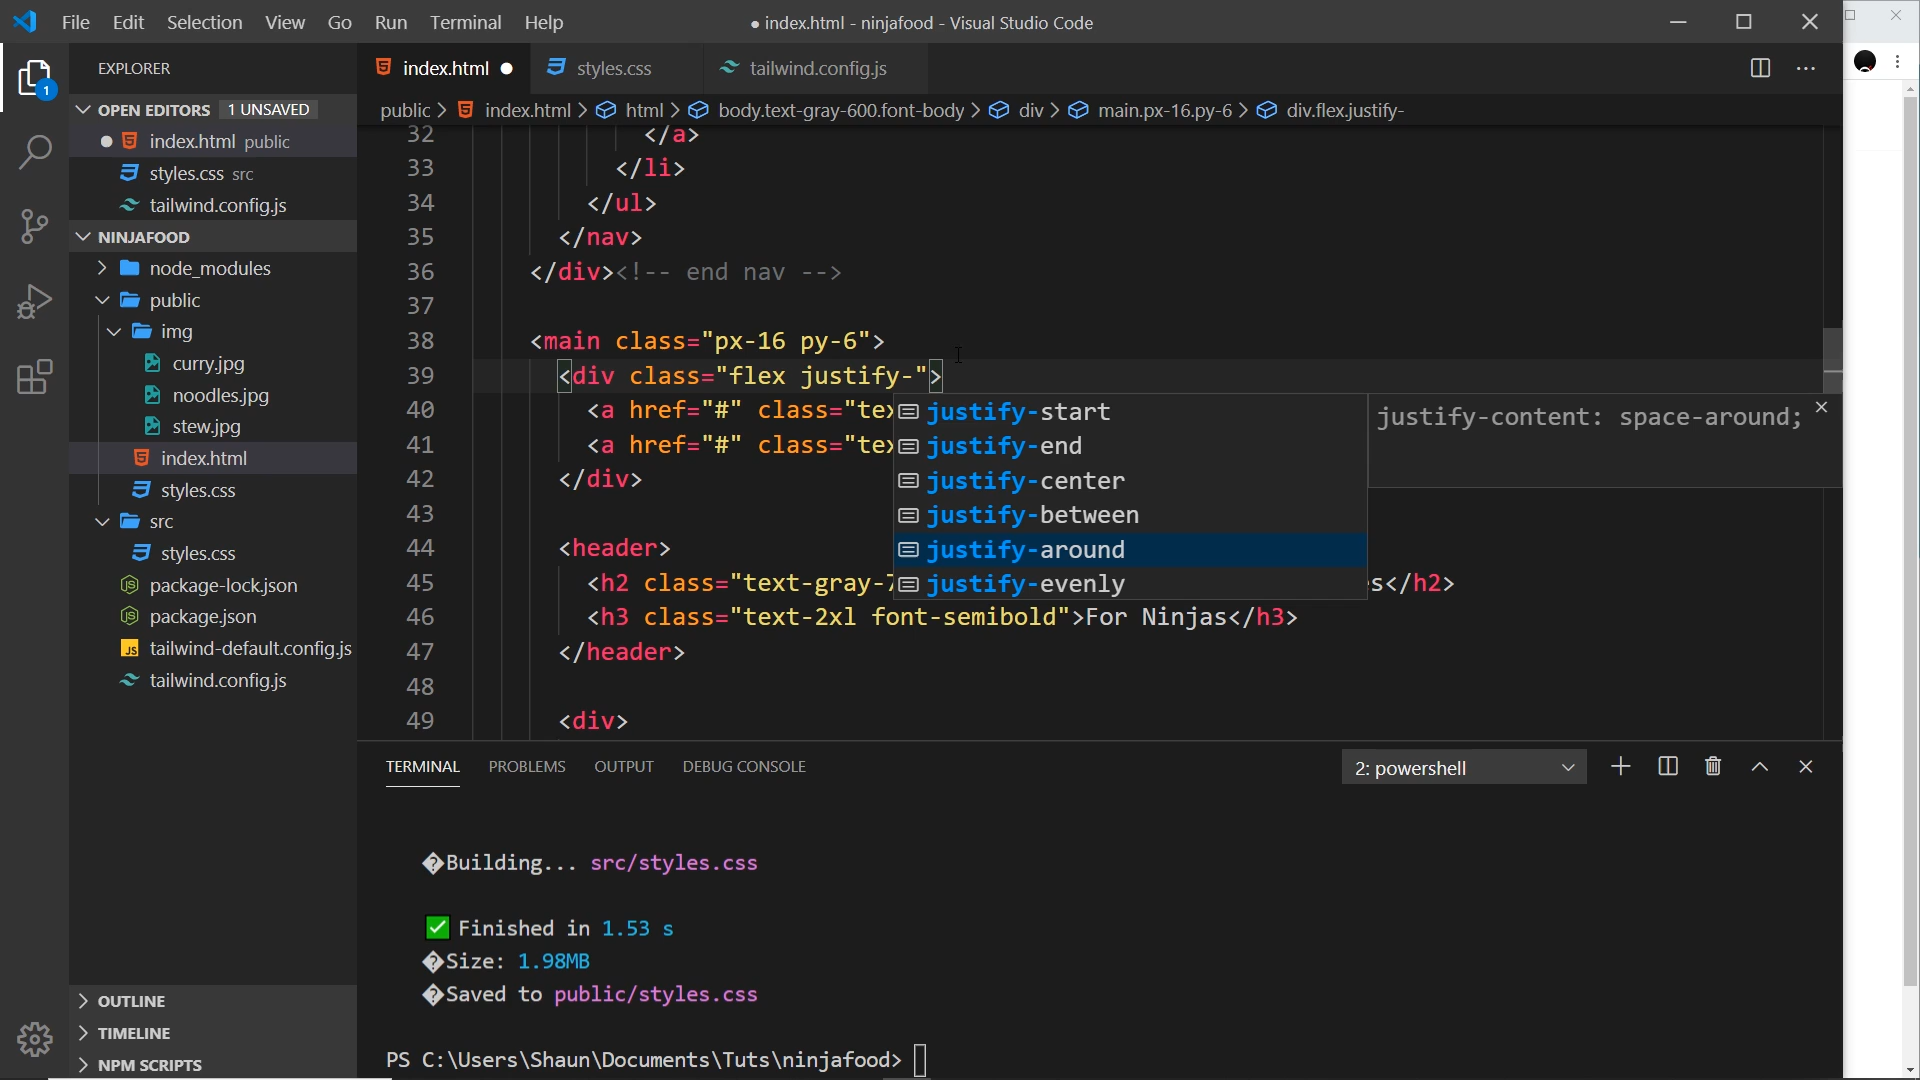 File Edit Selection View Go Run Terminal Help
● index.html - ninjafood - Visual Studio Code
EXPLORER
OPEN EDITORS 1 UNSAVED
index.html public
styles.css src
tailwind.config.js
NINJAFOOD
node_modules
public
img
curry.jpg
noodles.jpg
stew.jpg
index.html
styles.css
src
styles.css
package-lock.json
package.json
JS tailwind-default.config.js
tailwind.config.js
OUTLINE
TIMELINE
NPM SCRIPTS
1
index.html ● styles.css tailwind.config.js
public > index.html > html > body.text-gray-600.font-body > div > main.px-16.py-6 > div.flex.justify-
32 </a>
33 </li>
34 </ul>
35 </nav>
36 </div><!-- end nav -->
37
38 <main class="px-16 py-6">
39 <div class="flex justify-">
40 <a href="#" class="tex
41 <a href="#" class="tex
42 </div>
43
44 <header>
45 <h2 class="text-gray-7 s</h2>
46 <h3 class="text-2xl font-semibold">For Ninjas</h3>
47 </header>
48
49 <div>
justify-start
justify-end
justify-center
justify-between
justify-around
justify-evenly
justify-content: space-around;
TERMINAL PROBLEMS OUTPUT DEBUG CONSOLE
2: powershell
�Building... src/styles.css
✅ Finished in 1.53 s
�Size: 1.98MB
�Saved to public/styles.css
PS C:\Users\Shaun\Documents\Tuts\ninjafood>